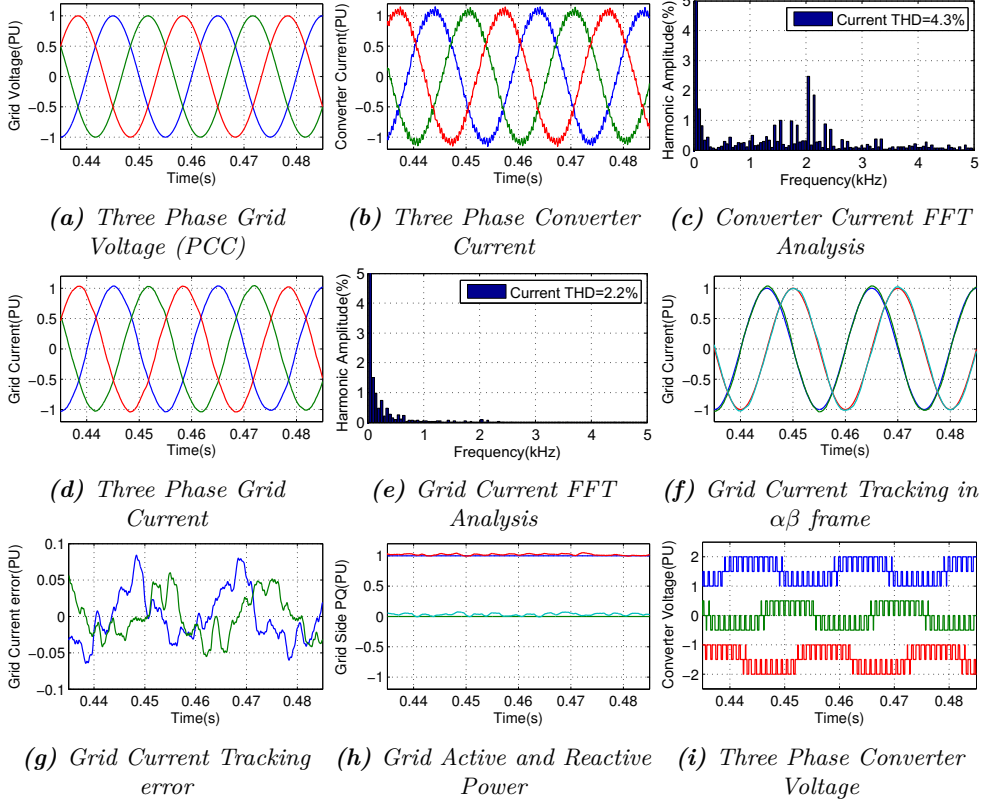 Grid Voltage(PU)
1
0.5
0
−0.5
−1
0.44 0.45 0.46 0.47 0.48
Time(s)
(a) Three Phase Grid
Voltage (PCC)
Converter Current(PU)
1
0.5
0
−0.5
−1
0.44 0.45 0.46 0.47 0.48
Time(s)
(b) Three Phase Converter
Current
Harmonic Amplitude(%)
5
4
3
2
1
0
Current THD=4.3%
0 1 2 3 4 5
Frequency(kHz)
(c) Converter Current FFT
Analysis
Grid Current(PU)
1
0.5
0
−0.5
−1
0.44 0.45 0.46 0.47 0.48
Time(s)
(d) Three Phase Grid
Current
Harmonic Amplitude(%)
5
4
3
2
1
0
Current THD=2.2%
0 1 2 3 4 5
Frequency(kHz)
(e) Grid Current FFT
Analysis
Grid Current(PU)
1
0.5
0
−0.5
−1
0.44 0.45 0.46 0.47 0.48
Time(s)
(f) Grid Current Tracking in
αβ frame
Grid Current error(PU)
0.1
0.05
0
−0.05
−0.1
0.44 0.45 0.46 0.47 0.48
Time(s)
(g) Grid Current Tracking
error
Grid Side PQ(PU)
1
0.5
0
−1
0.44 0.45 0.46 0.47 0.48
Time(s)
(h) Grid Active and Reactive
Power
Converter Voltage(PU)
2
1
0
−1
−2
0.44 0.45 0.46 0.47 0.48
Time(s)
(i) Three Phase Converter
Voltage